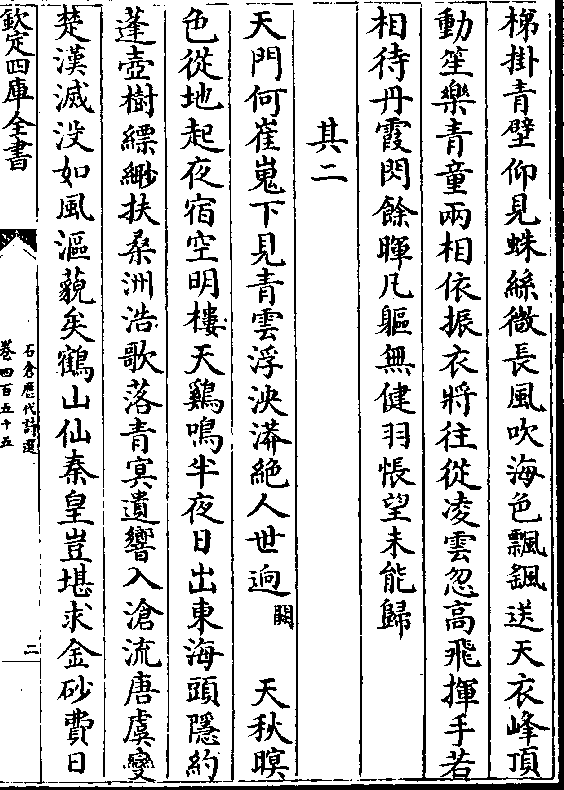 梯掛青壁仰見蛛絲微長風吹海色飄颻送天衣峰頂
動笙樂青童兩相依振衣將往從凌雲忽高飛揮手若
相待丹霞閃餘暉凡軀無健羽悵望未能歸
其二
天門何崔嵬下見青雲浮泱漭絶人世逈闕天秋暝
色從地起夜宿空明樓天鷄鳴半夜日出東海頭隱約
蓬壺樹縹緲扶桑洲浩歌落青冥遺響入滄流唐虞變
楚漢滅没如風漚藐矣鶴山仙秦皇豈堪求金砂費日
欽定四庫全書
石倉歴代詩選
卷四百五十五
二